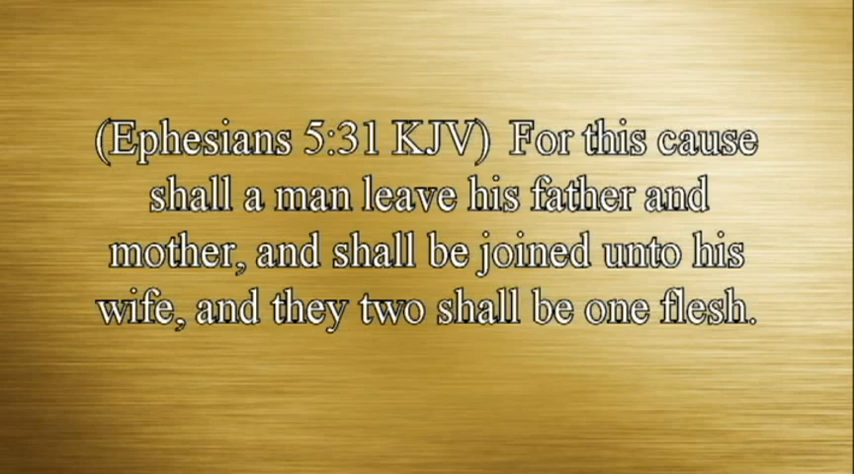 (Ephesians 5:31 KJV)  For this cause
shall a man leave his father and
mother, and shall be joined unto his
wife, and they two shall be one flesh.